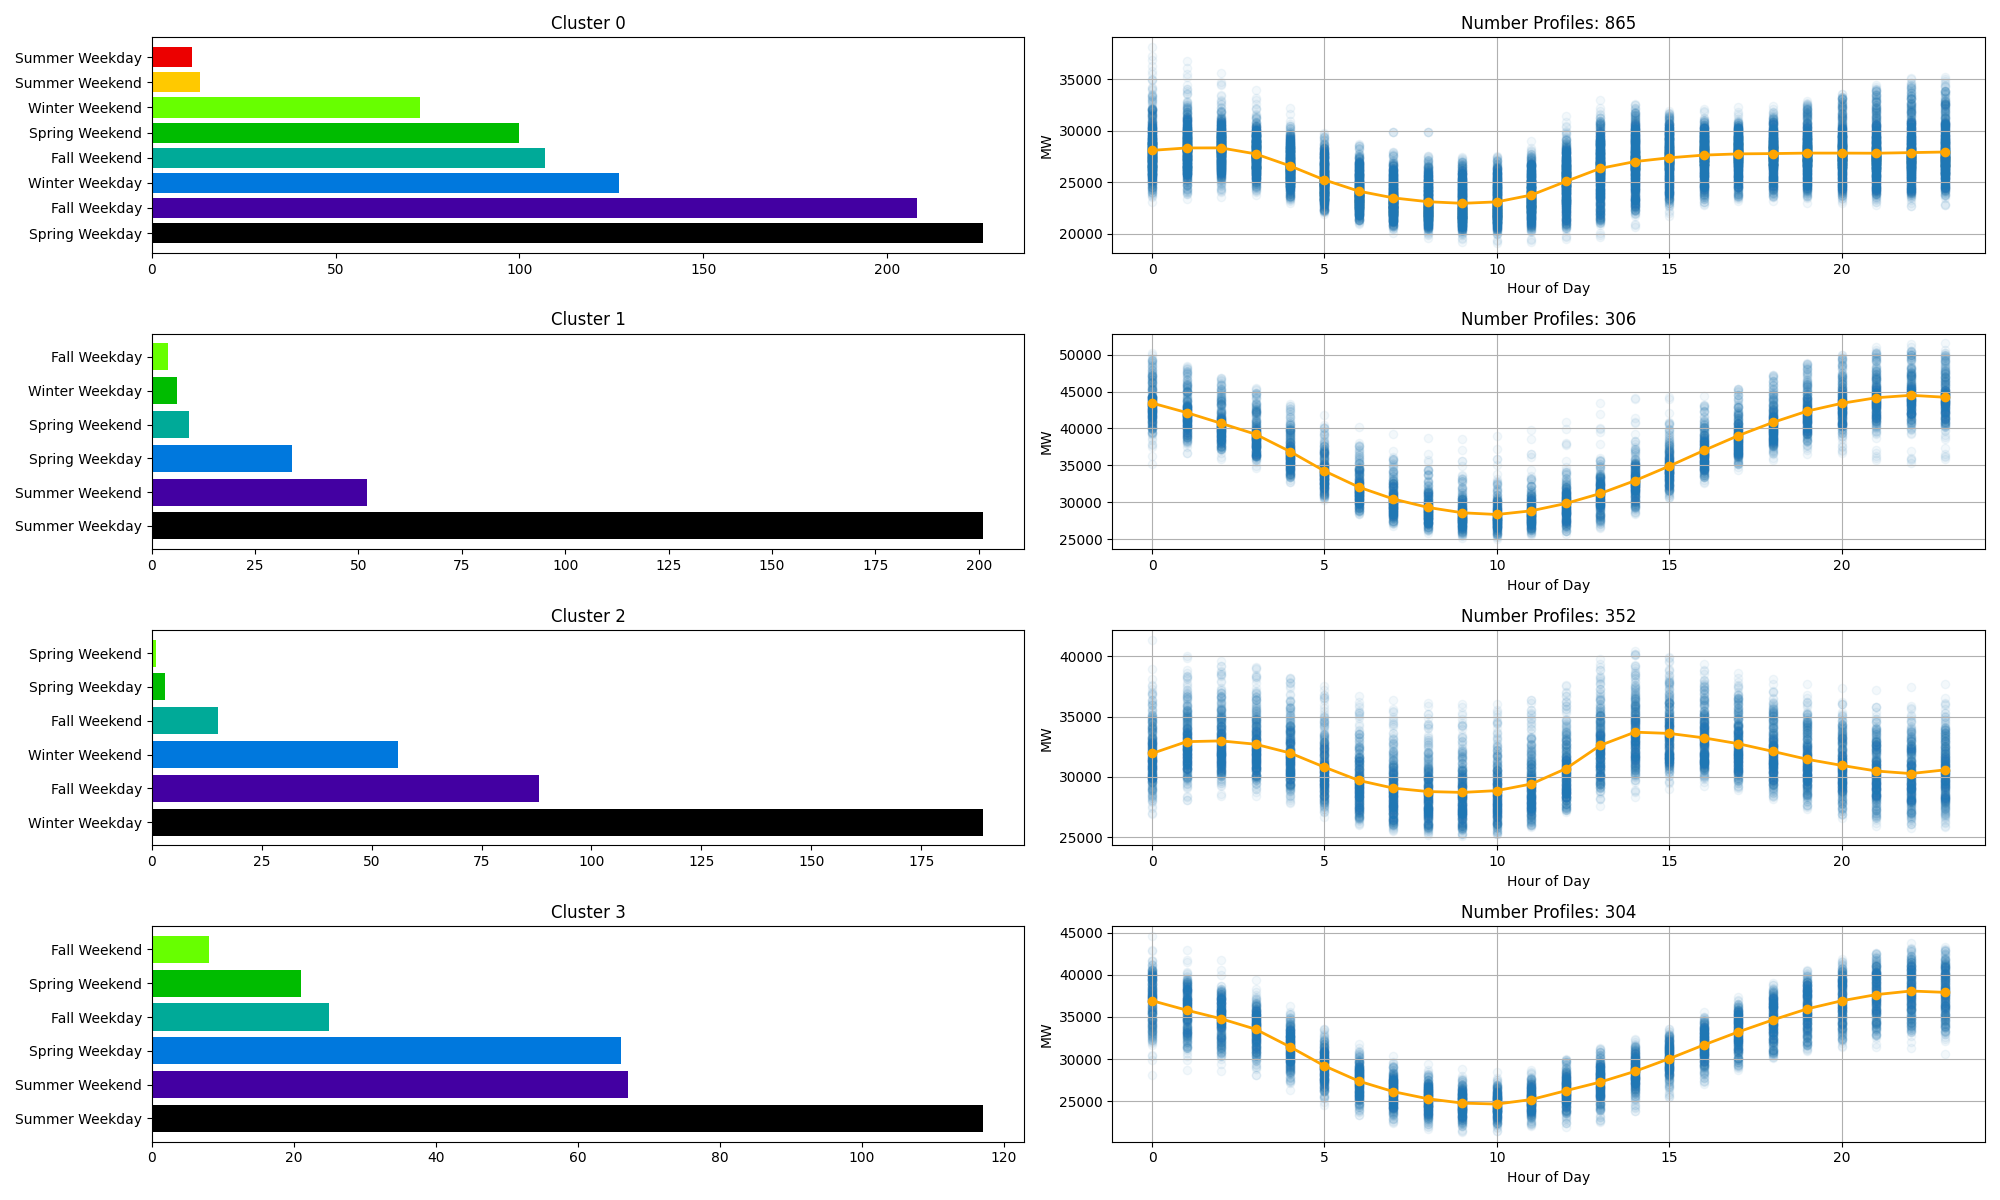 Cluster 0
Summer Weekday
Summer Weekend
Winter Weekend
Spring Weekend
Fall Weekend
Winter Weekday
Fall Weekday
Spring Weekday
0 50 100 150 200
Number Profiles: 865
MW
35000
30000
25000
20000
0 5 10 15 20
Hour of Day
Cluster 1
Fall Weekday
Winter Weekday
Spring Weekend
Spring Weekday
Summer Weekend
Summer Weekday
0 25 50 75 100 125 150 175 200
Number Profiles: 306
MW
50000
45000
40000
35000
30000
25000
0 5 10 15 20
Hour of Day
Cluster 2
Spring Weekend
Spring Weekday
Fall Weekend
Winter Weekend
Fall Weekday
Winter Weekday
0 25 50 75 100 125 150 175
Number Profiles: 352
MW
40000
35000
30000
25000
0 5 10 15 20
Hour of Day
Cluster 3
Fall Weekend
Spring Weekend
Fall Weekday
Spring Weekday
Summer Weekend
Summer Weekday
0 20 40 60 80 100 120
Number Profiles: 304
MW
45000
40000
35000
30000
25000
0 5 10 15 20
Hour of Day